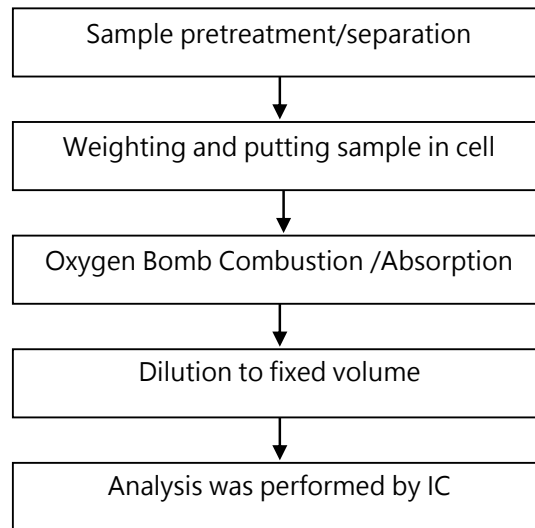 Sample pretreatment/separation
Weighting and putting sample in cell
Oxygen Bomb Combustion /Absorption
Dilution to fixed volume
Analysis was performed by IC